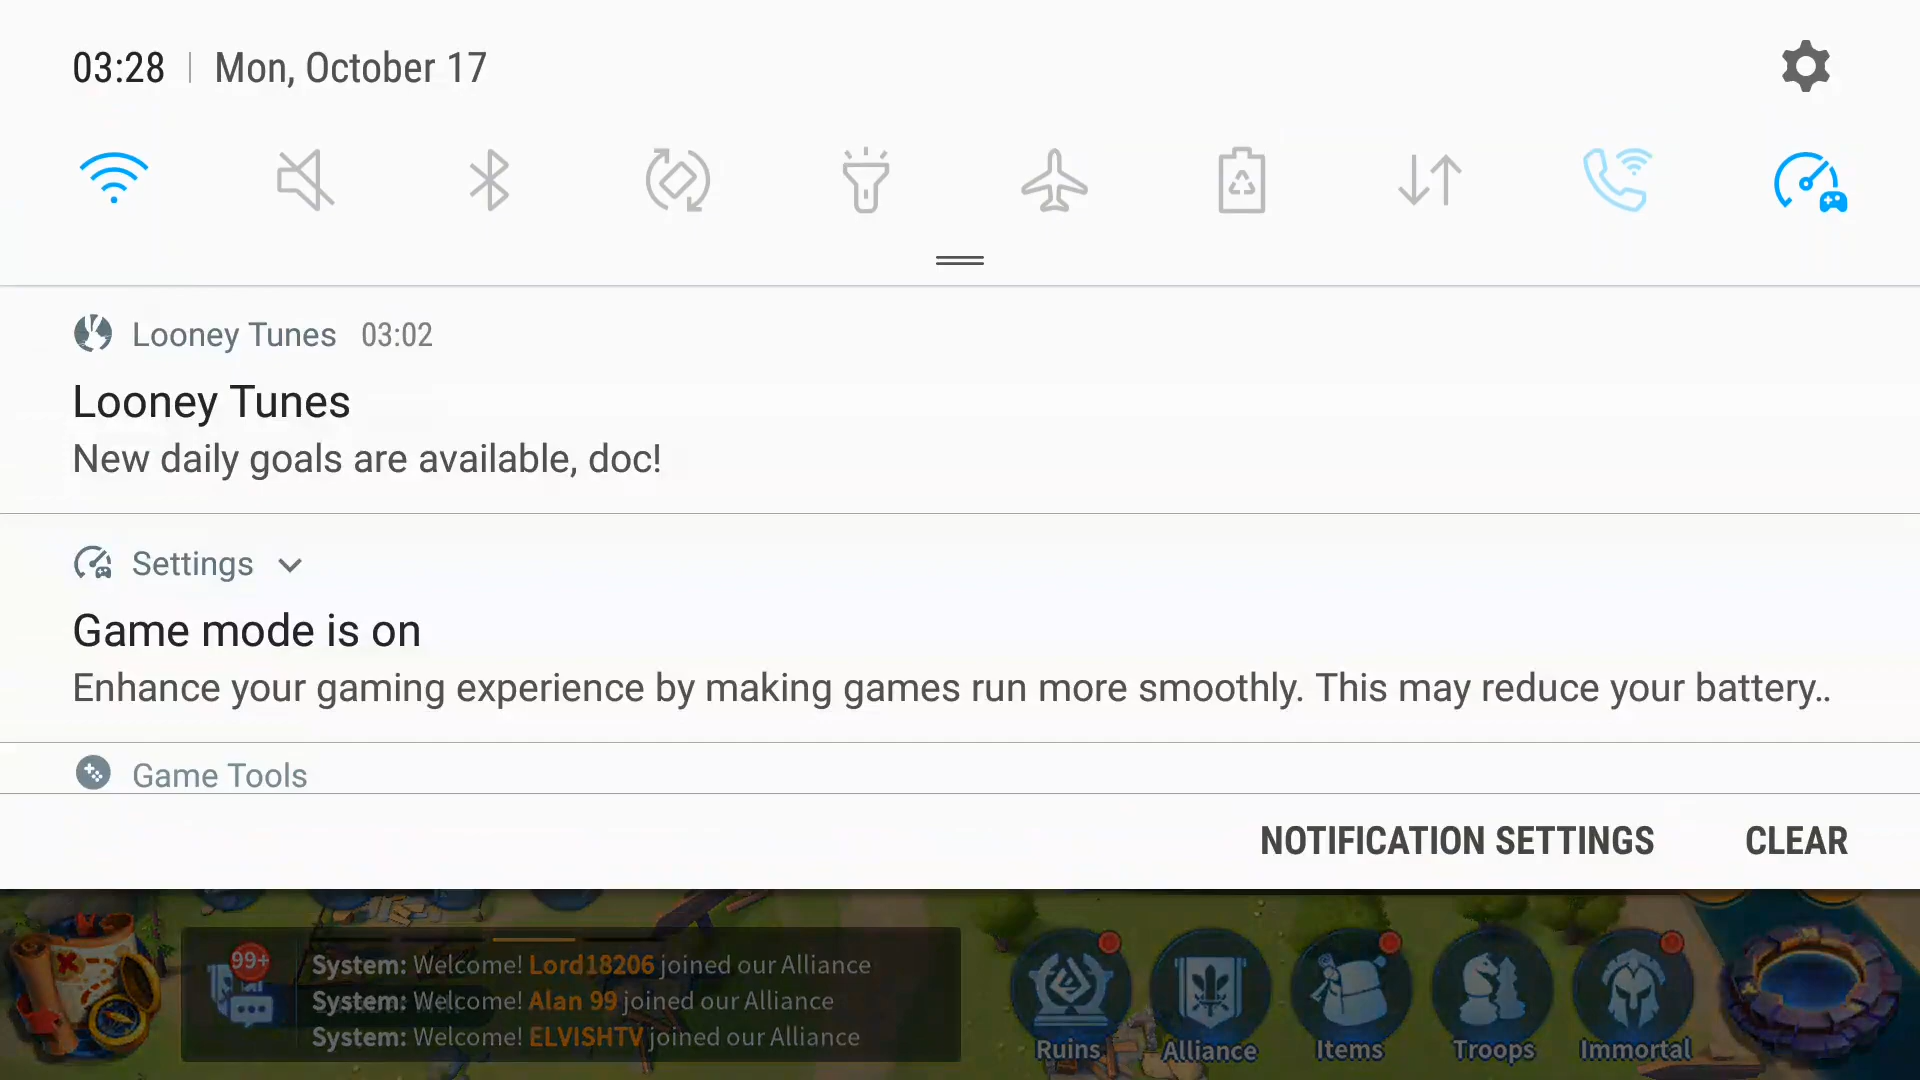 03:28 Mon, October 17
Looney Tunes 03:02
Looney Tunes
New daily goals are available, doc!
Settings
Game mode is on
Enhance your gaming experience by making games run more smoothly. This may reduce your battery..
Game Tools
NOTIFICATION SETTINGS CLEAR
99+
System: Welcome! Lord18206 joined our Alliance
System: Welcome! Alan 99 joined our Alliance
System: Welcome! ELVISHTV joined our Alliance
Ruins Alliance Items Troops Immortal